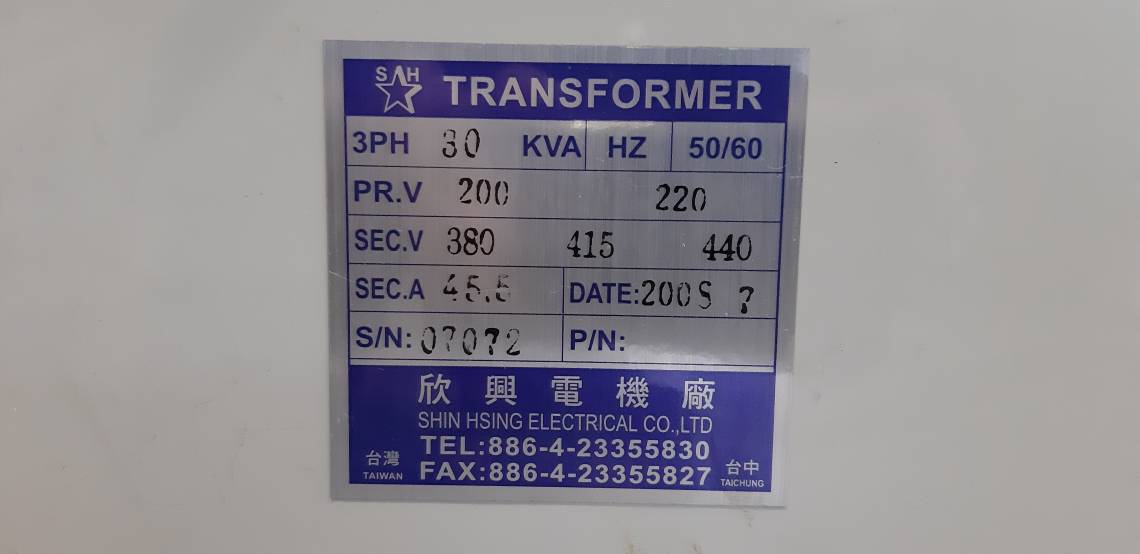 SH TRANSFORMER
3PH 30 KVA HZ 50/60
PR.V 200 220
SEC.V 380 415 440
SEC.A 45.5 DATE: 7
S/N: 07072 P/N:
欣興電機廠
SHIN HSING ELECTRICAL CO.,LTD
TEL:886-4-23355830
FAX:886-4-23355827
台灣
TAIWAN
台中
TAICHUNG